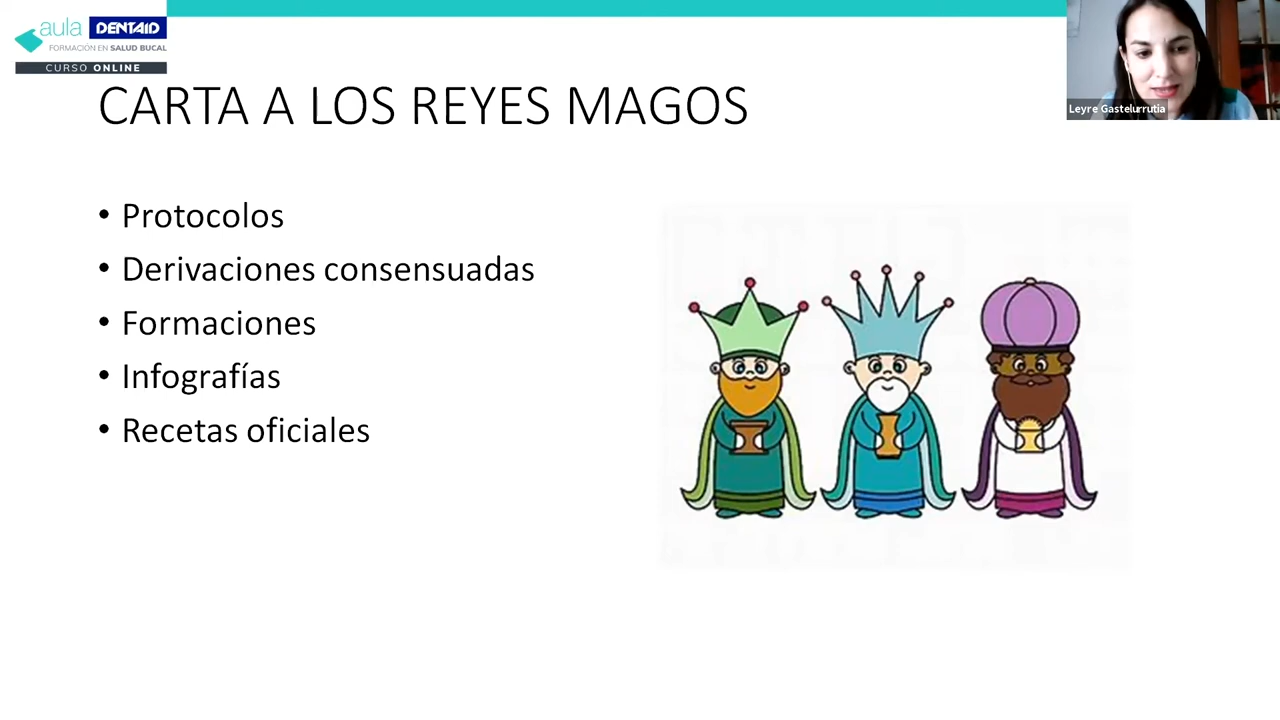 aula DENTAID
FORMACIÓN EN SALUD BUCAL
CURSO ONLINE
CARTA A LOS REYES MAGOS
Leyre Gastelurrutia
• Protocolos
• Derivaciones consensuadas
• Formaciones
• Infografías
• Recetas oficiales